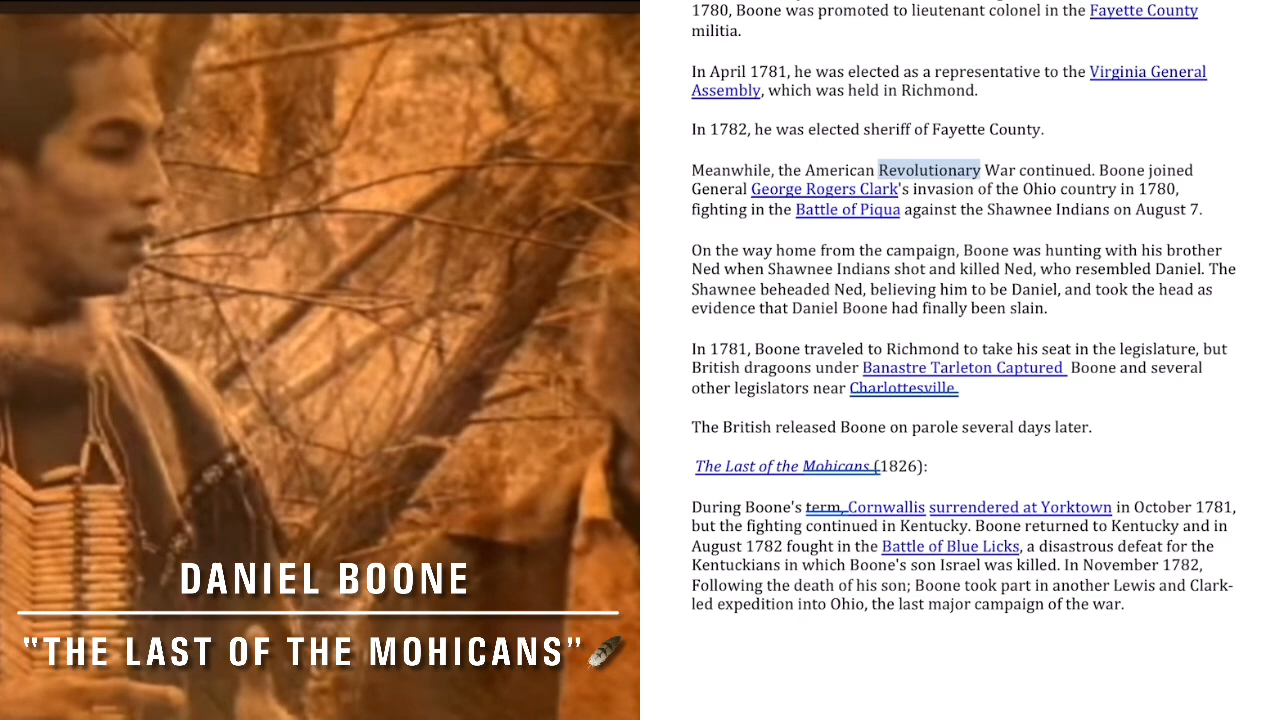 DANIEL BOONE
"THE LAST OF THE MOHICANS"
1780, Boone was promoted to lieutenant colonel in the Fayette County
militia.
In April 1781, he was elected as a representative to the Virginia General
Assembly, which was held in Richmond.
In 1782, he was elected sheriff of Fayette County.
Meanwhile, the American Revolutionary War continued. Boone joined
General George Rogers Clark's invasion of the Ohio country in 1780,
fighting in the Battle of Piqua against the Shawnee Indians on August 7.
On the way home from the campaign, Boone was hunting with his brother
Ned when Shawnee Indians shot and killed Ned, who resembled Daniel. The
Shawnee beheaded Ned, believing him to be Daniel, and took the head as
evidence that Daniel Boone had finally been slain.
In 1781, Boone traveled to Richmond to take his seat in the legislature, but
British dragoons under Banastre Tarleton Captured Boone and several
other legislators near Charlottesville.
The British released Boone on parole several days later.
The Last of the Mohicans (1826):
During Boone's term, Cornwallis surrendered at Yorktown in October 1781,
but the fighting continued in Kentucky. Boone returned to Kentucky and in
August 1782 fought in the Battle of Blue Licks, a disastrous defeat for the
Kentuckians in which Boone's son Israel was killed. In November 1782,
Following the death of his son; Boone took part in another Lewis and Clark-
led expedition into Ohio, the last major campaign of the war.